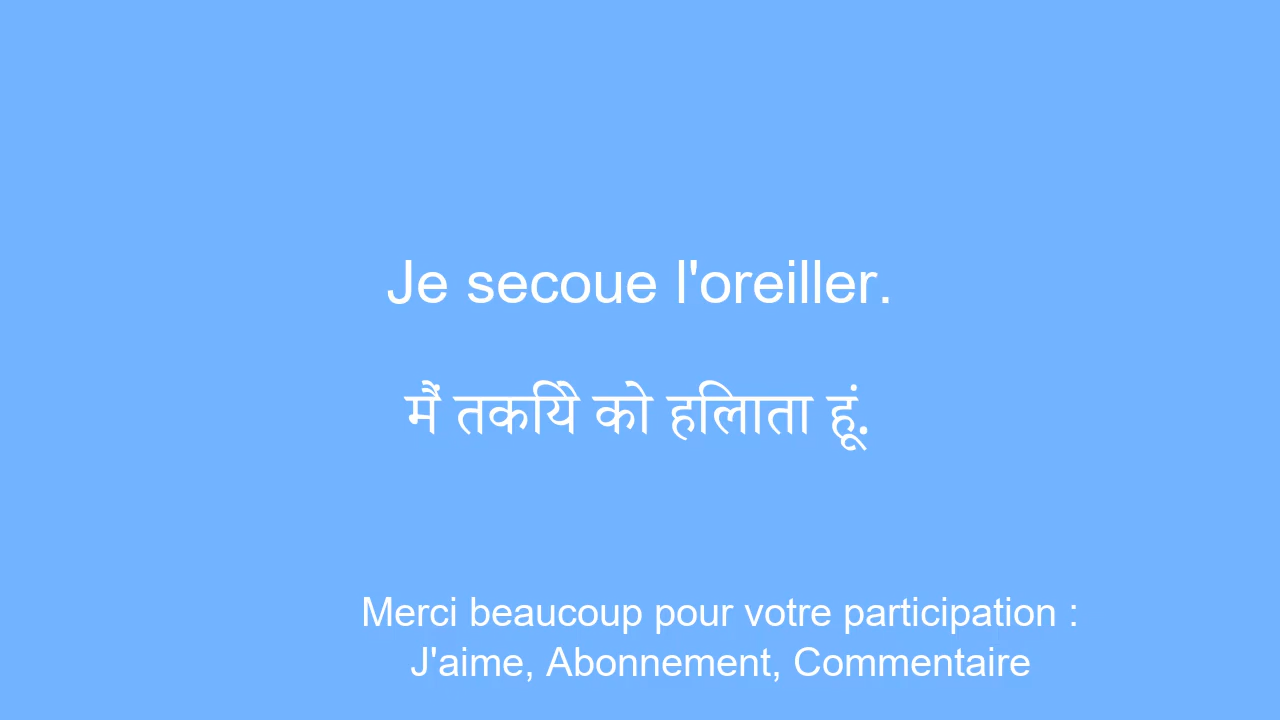 Je secoue l'oreiller.
मैं तकिये को हिलाता हूं.
Merci beaucoup pour votre participation :
J'aime, Abonnement, Commentaire